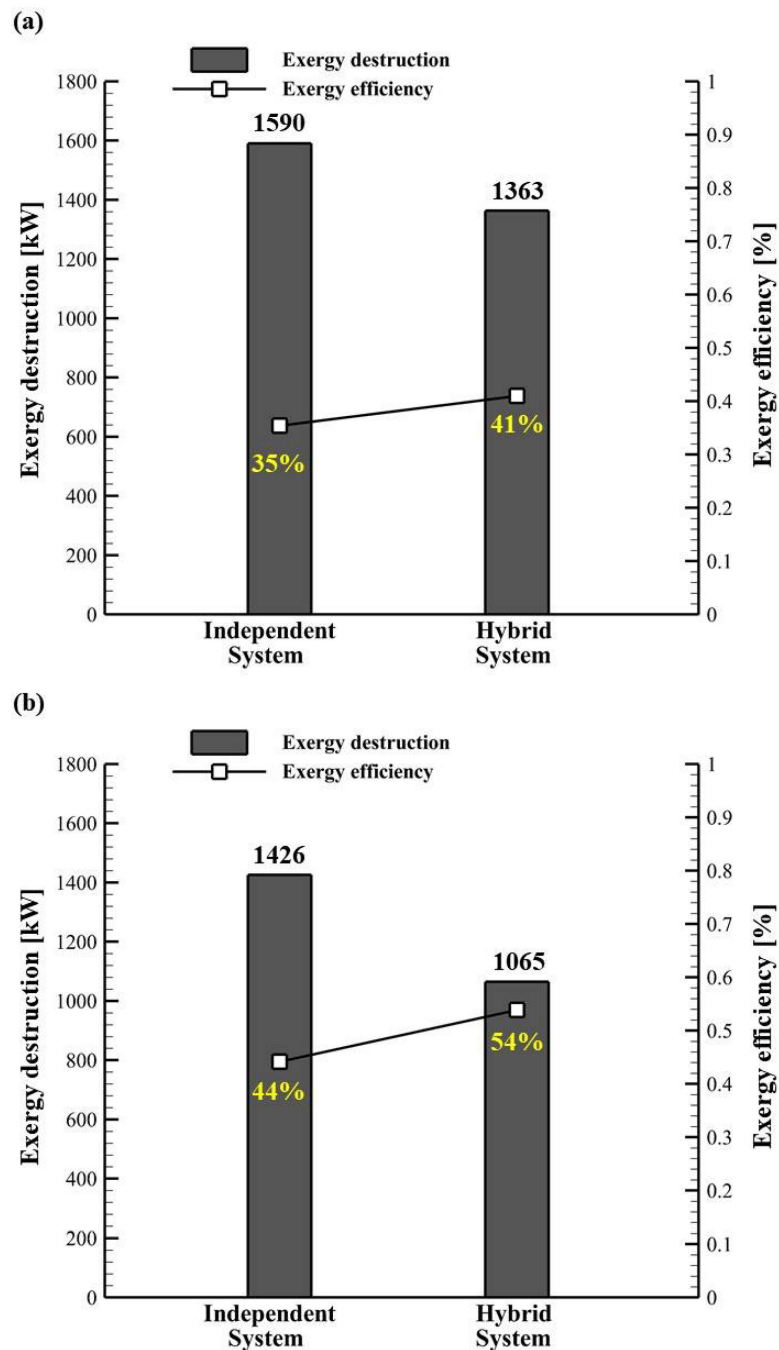 (a)
Exergy destruction
Exergy efficiency
1800
1600
1400
1200
1000
800
600
400
200
0
Exergy destruction [kW]
1590
1363
35%
41%
1
0.9
0.8
0.7
0.6
0.5
0.4
0.3
0.2
0.1
0
Exergy efficiency [%]
Independent
System
Hybrid
System
(b)
Exergy destruction
Exergy efficiency
1800
1600
1400
1200
1000
800
600
400
200
0
Exergy destruction [kW]
1426
1065
44%
54%
1
0.9
0.8
0.7
0.6
0.5
0.4
0.3
0.2
0.1
0
Exergy efficiency [%]
Independent
System
Hybrid
System